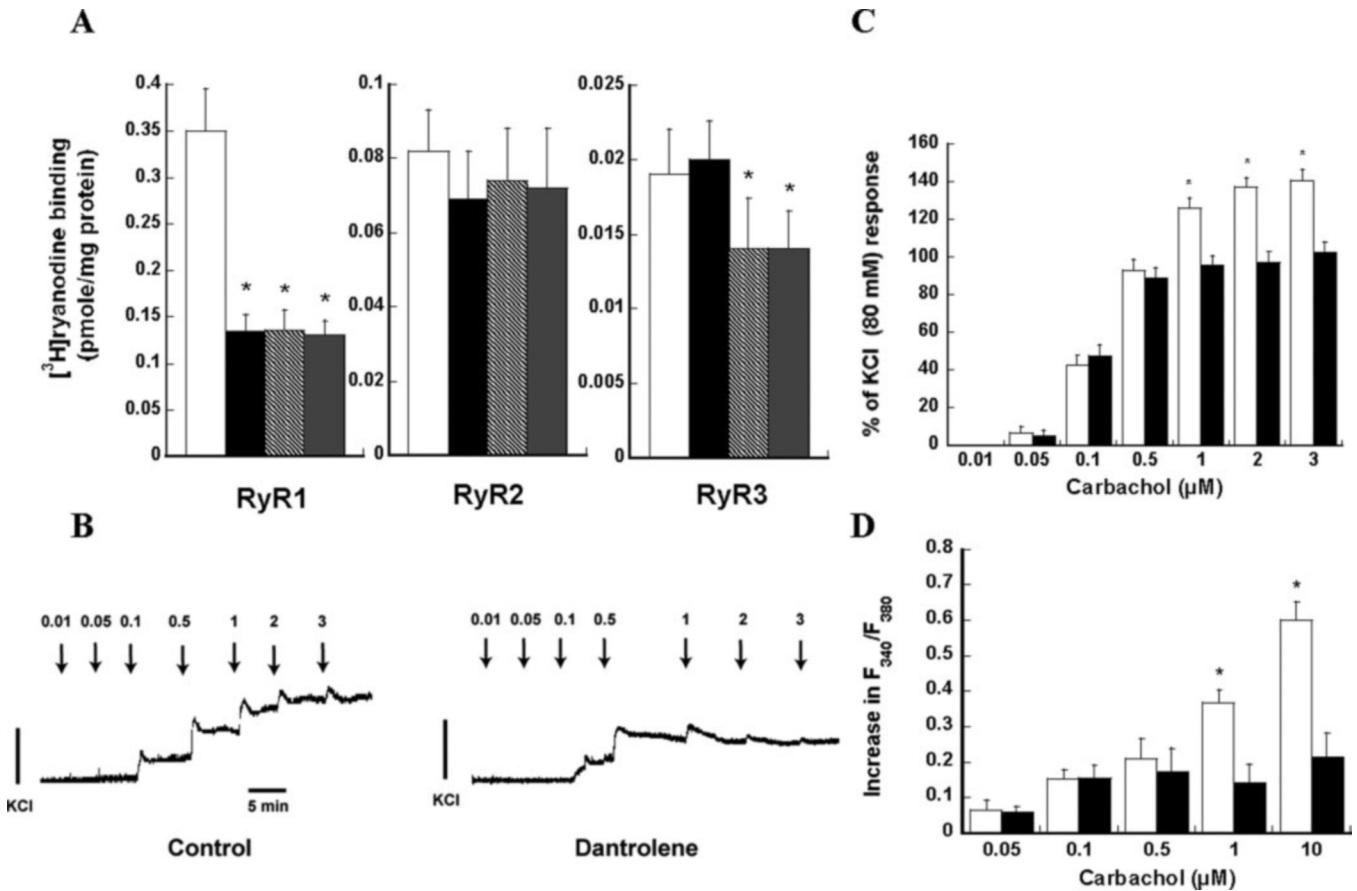 A
[³H]ryanodine binding
(pmole/mg protein)
0.4
0.35
0.3
0.25
0.2
0.15
0.1
0.05
0
* * *
RyR1
0.1
0.08
0.06
0.04
0.02
0
RyR2
0.025
0.02
0.015
0.01
0.005
0
* *
RyR3
B
0.01 0.05 0.1 0.5 1 2 3
KCl
5 min
Control
0.01 0.05 0.1 0.5 1 2 3
KCl
Dantrolene
C
% of KCl (80 mM) response
160
140
120
100
80
60
40
20
0
* * *
0.01 0.05 0.1 0.5 1 2 3
Carbachol (µM)
D
Increase in F340/F380
0.8
0.7
0.6
0.5
0.4
0.3
0.2
0.1
0
* *
0.05 0.1 0.5 1 10
Carbachol (µM)